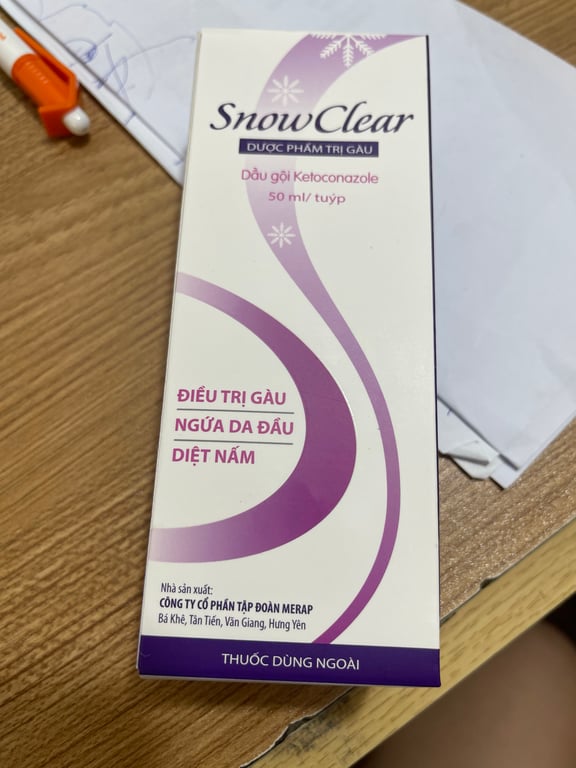 SnowClear
DƯỢC PHẨM TRỊ GÀU
Dầu gội Ketoconazole
50 ml/ tuýp
ĐIỀU TRỊ GÀU
NGỨA DA ĐẦU
DIỆT NẤM
Nhà sản xuất:
CÔNG TY CỔ PHẦN TẬP ĐOÀN MERAP
Bá Khê, Tân Tiến, Văn Giang, Hưng Yên
THUỐC DÙNG NGOÀI